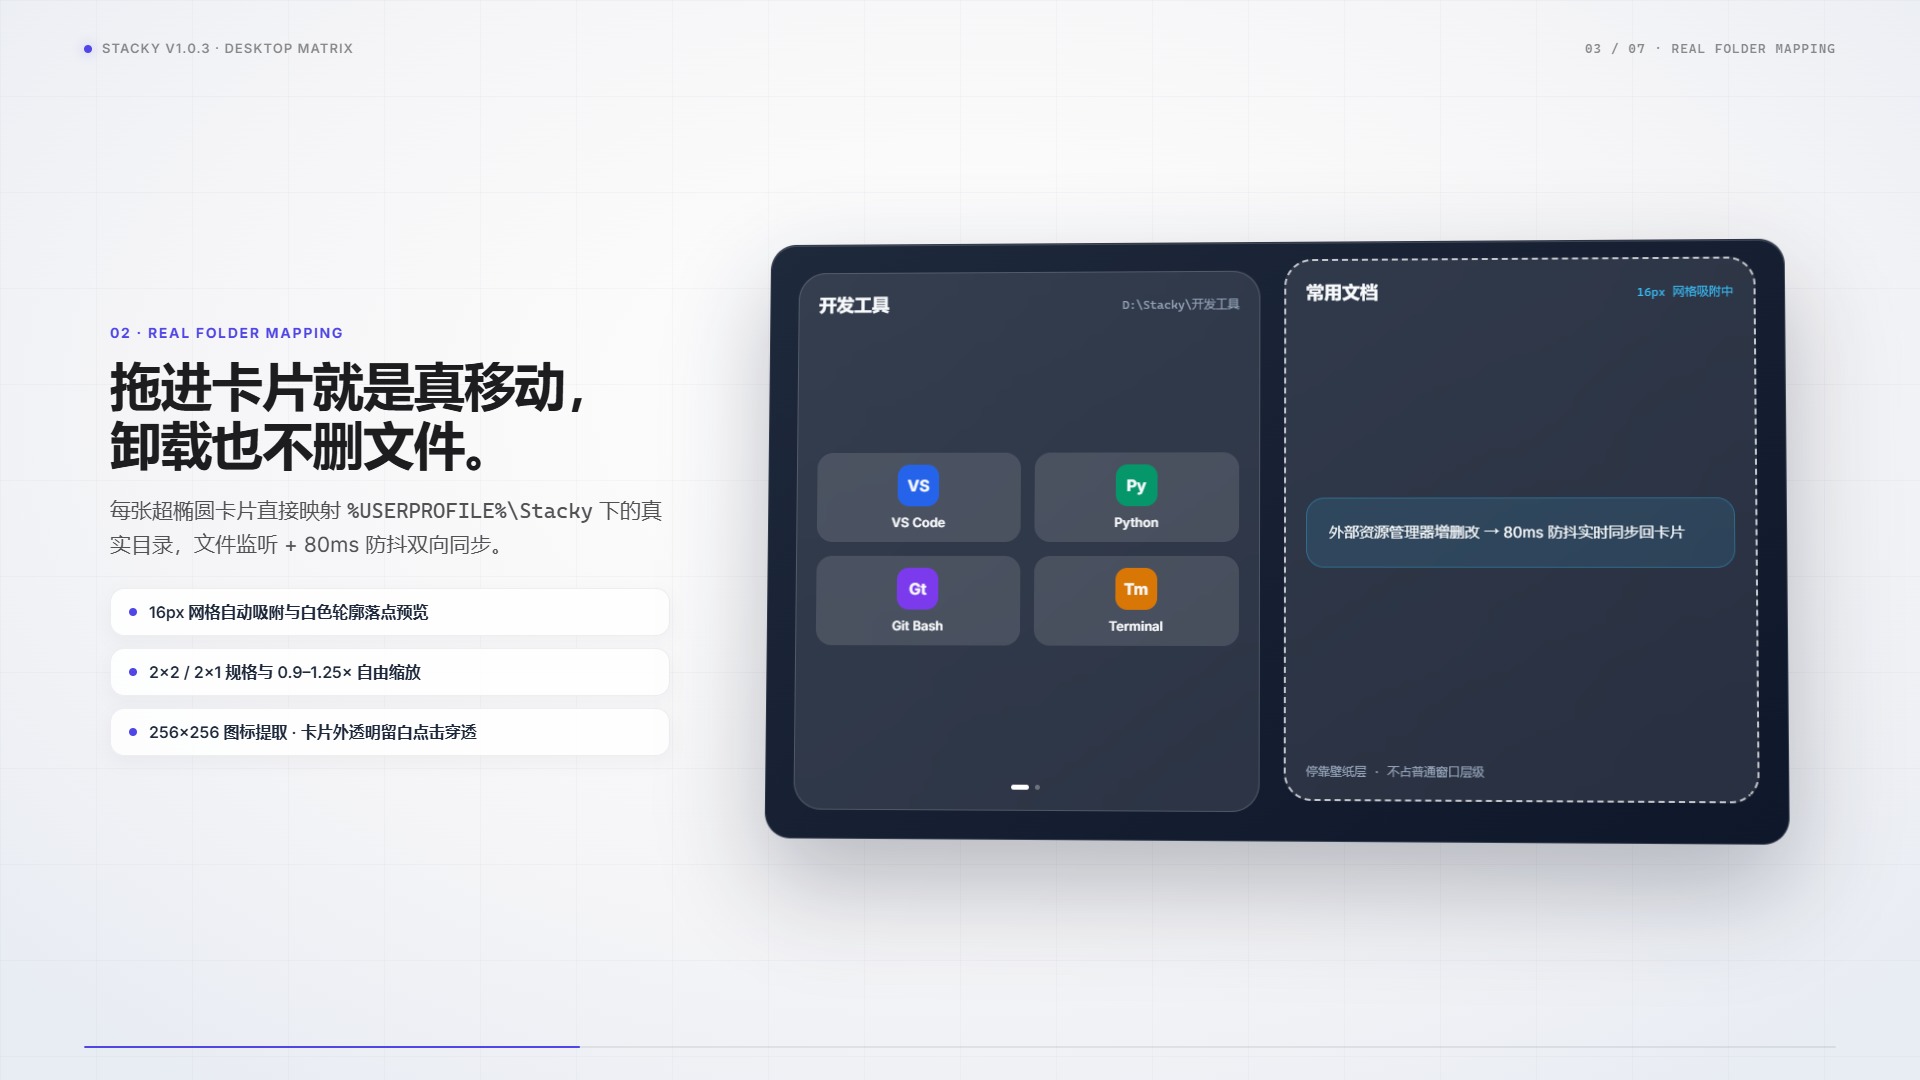 STACKY V1.0.3 · DESKTOP MATRIX
03 / 07 · REAL FOLDER MAPPING
02 · REAL FOLDER MAPPING
拖进卡片就是真移动，
卸载也不删文件。
每张超椭圆卡片直接映射 %USERPROFILE%\Stacky 下的真
实目录，文件监听 + 80ms 防抖双向同步。
16px 网格自动吸附与白色轮廓落点预览
2×2 / 2×1 规格与 0.9–1.25× 自由缩放
256×256 图标提取 · 卡片外透明留白点击穿透
开发工具
D:\Stacky\开发工具
VS
VS Code
Py
Python
Gt
Git Bash
Tm
Terminal
常用文档
16px 网格吸附中
外部资源管理器增删改 → 80ms 防抖实时同步回卡片
停靠壁纸层 · 不占普通窗口层级